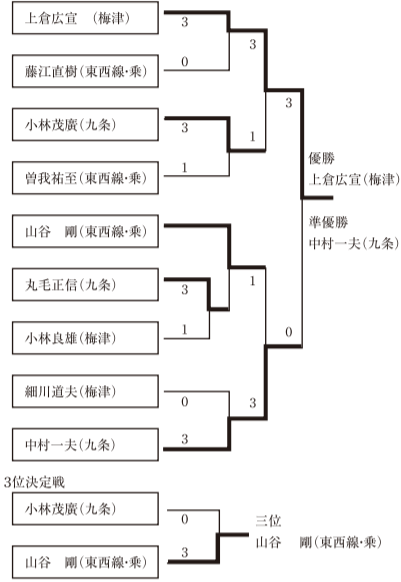 上倉広宣　（梅津）
3
3
藤江直樹（東西線・乗）
0
3
小林茂廣（九条）
3
1
曽我祐至（東西線・乗）
1
優勝
上倉広宣（梅津）
準優勝
中村一夫（九条）
山谷　剛（東西線・乗）
1
丸毛正信（九条）
3
小林良雄（梅津）
1
0
細川道夫（梅津）
0
3
中村一夫（九条）
3
3位決定戦
小林茂廣（九条）
0
三位
山谷　剛（東西線・乗）
山谷　剛（東西線・乗）
3